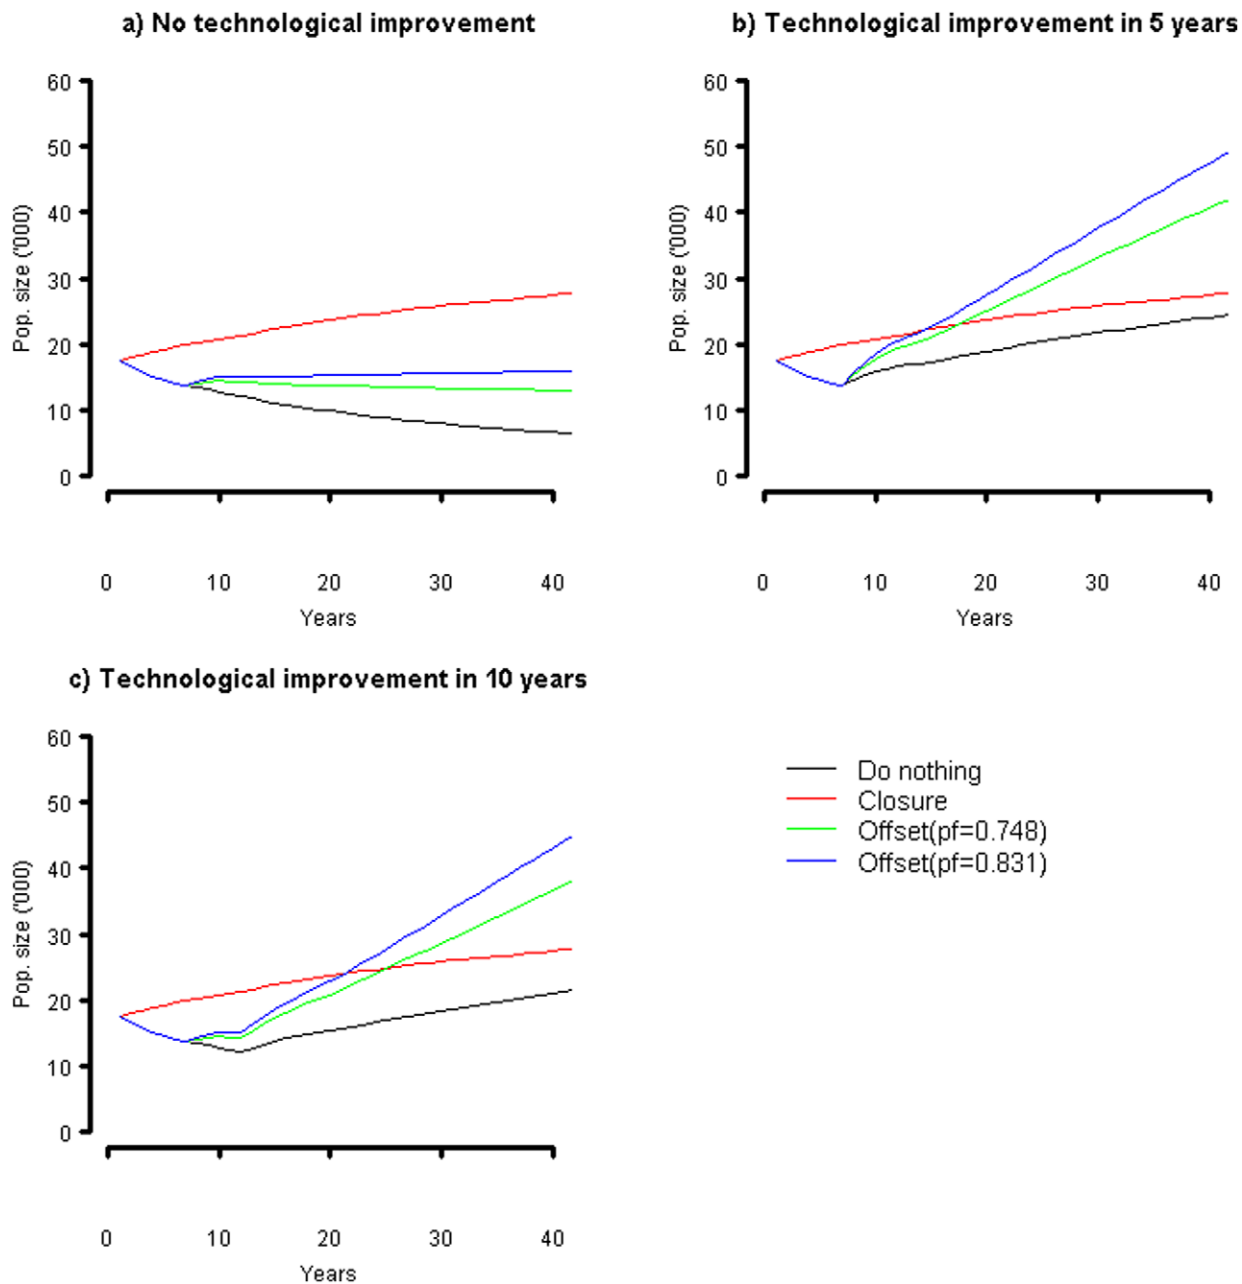 a) No technological improvement
60
50
40
30
20
10
0
Pop. size ('000)
0 10 20 30 40
Years
b) Technological improvement in 5 years
60
50
40
30
20
10
0
Pop. size ('000)
0 10 20 30 40
Years
c) Technological improvement in 10 years
60
50
40
30
20
10
0
Pop. size ('000)
0 10 20 30 40
Years
Do nothing
Closure
Offset(pf=0.748)
Offset(pf=0.831)